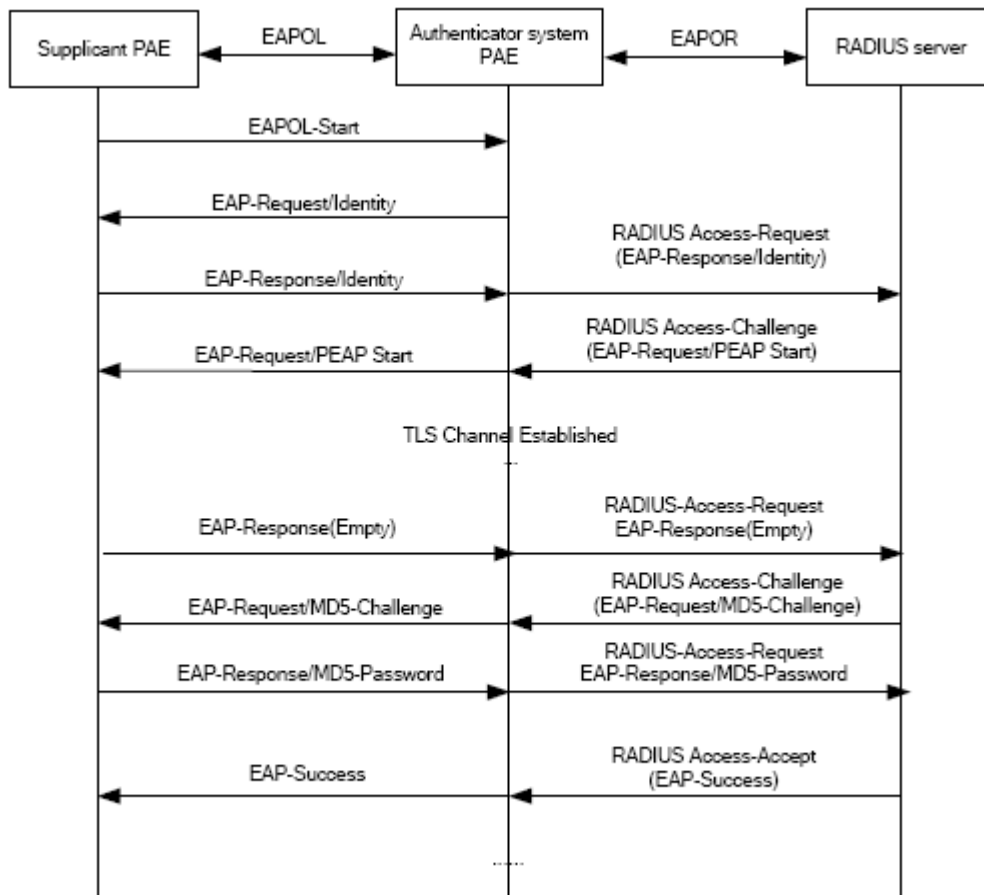 Supplicant PAE
EAPOL
Authenticator system
PAE
EAPOR
RADIUS server
EAPOL-Start
EAP-Request/Identity
RADIUS Access-Request
(EAP-Response/Identity)
EAP-Response/Identity
RADIUS Access-Challenge
(EAP-Request/PEAP Start)
EAP-Request/PEAP Start
TLS Channel Established
RADIUS-Access-Request
EAP-Response(Empty)
EAP-Response(Empty)
RADIUS Access-Challenge
(EAP-Request/MD5-Challenge)
EAP-Request/MD5-Challenge
RADIUS-Access-Request
EAP-Response/MD5-Password
EAP-Response/MD5-Password
RADIUS Access-Accept
(EAP-Success)
EAP-Success